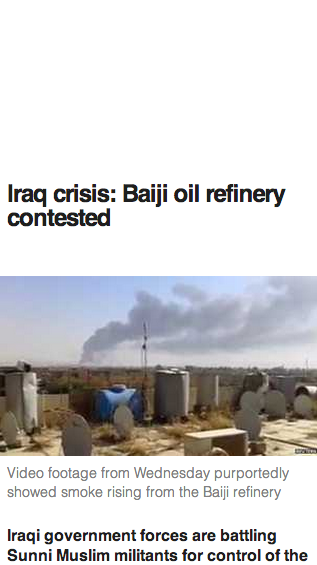 Iraq crisis: Baiji oil refinery
contested
Video footage from Wednesday purportedly
showed smoke rising from the Baiji refinery
Iraqi government forces are battling
Sunni Muslim militants for control of the